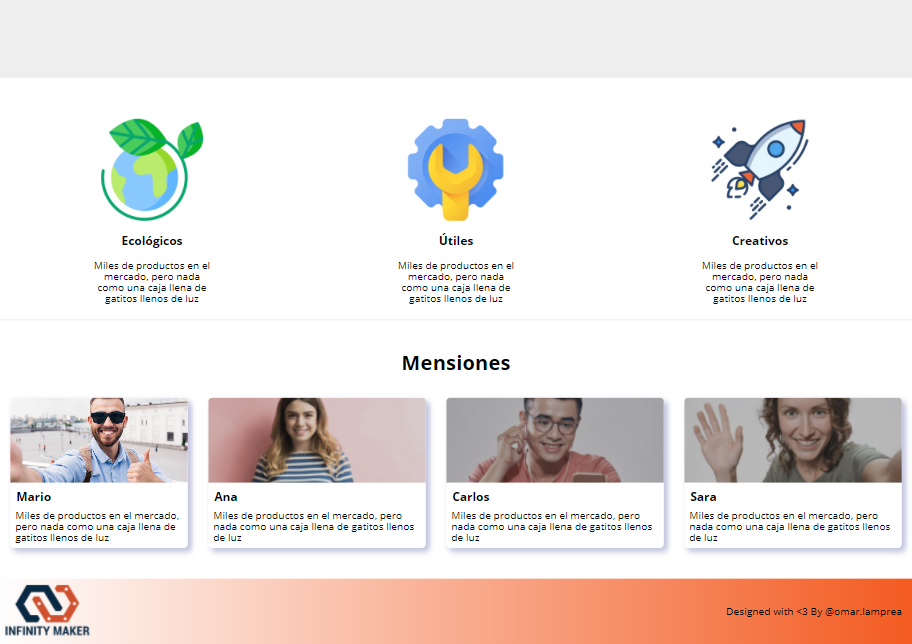 Ecológicos
Miles de productos en el
mercado, pero nada
como una caja llena de
gatitos llenos de luz
Útiles
Miles de productos en el
mercado, pero nada
como una caja llena de
gatitos llenos de luz
Creativos
Miles de productos en el
mercado, pero nada
como una caja llena de
gatitos llenos de luz
Mensiones
Mario
Miles de productos en el mercado,
pero nada como una caja llena de
gatitos llenos de luz
Ana
Miles de productos en el mercado, pero
nada como una caja llena de gatitos llenos
de luz
Carlos
Miles de productos en el mercado, pero
nada como una caja llena de gatitos llenos
de luz
Sara
Miles de productos en el mercado, pero
nada como una caja llena de gatitos llenos
de luz
INFINITY MAKER
Designed with <3 By @omar.lamprea